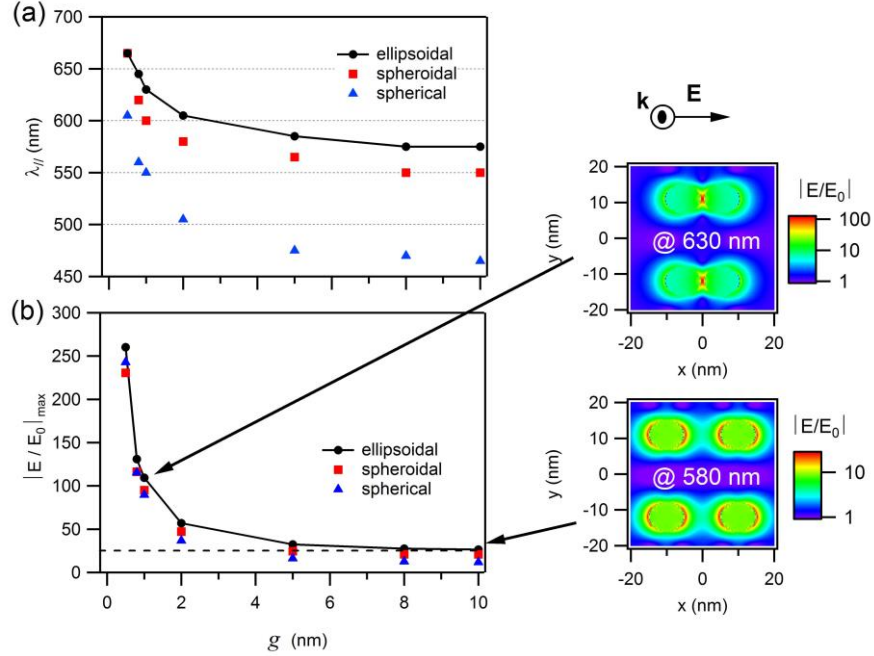 (a)
700
650
600
550
500
450
λ// (nm)
ellipsoidal
spheroidal
spherical
(b)
300
250
200
150
100
50
0
|E / E0|max
ellipsoidal
spheroidal
spherical
0 2 4 6 8 10
g (nm)
k E
20
10
0
-10
-20
y (nm)
@ 630 nm
-20 0 20
x (nm)
|E/E0|
100
10
1
20
10
0
-10
-20
y (nm)
@ 580 nm
-20 0 20
x (nm)
|E/E0|
10
1